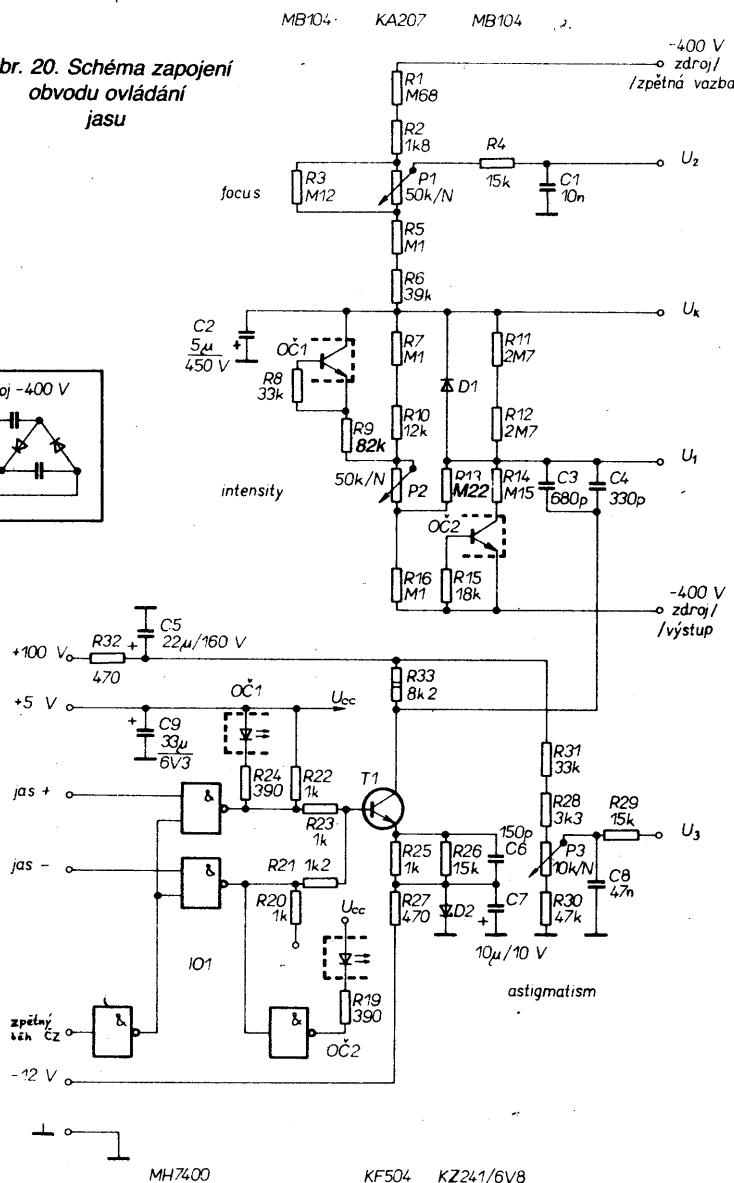 MB104 KA207 MB104
br. 20. Schéma zapojení
obvodu ovládání
jasu
-400 V
zdroj/
/zpětná vazba
R1
M68
R2
1k8
R3
M12
focus
P1
50k/N
R4
15k
C1
10n
U2
R5
M1
R6
39k
Uk
C2
5μ
450 V
+
OČ1
R8
33k
R7
M1
R9
82k
R10
12k
D1
R11
2M7
R12
2M7
U1
oj -400 V
intensity
50k/N
P2
R13
M22
R14
M15
C3
680p
C4
330p
OČ2
R16
M1
R15
18k
-400 V
zdroj/
/výstup
+100 V
R32
470
C5
22μ/160 V
+
R33
8k2
+5 V
C9
33μ
6V3
+
OČ1
Ucc
R24
390
R22
1k
T1
R31
33k
jas +
&
R23
1k
R28
3k3
R29
15k
U3
jas -
&
R21 1k2
R20
1k
Ucc
R25
1k
R26
15k
150p
C6
P3
10k/N
C8
47n
R27
470
D2
C7
+
10μ/10 V
R30
47k
IO1
astigmatism
zpětný
běh ČZ
&
&
R19
390
OČ2
-12 V
MH7400 KF504 KZ241/6V8